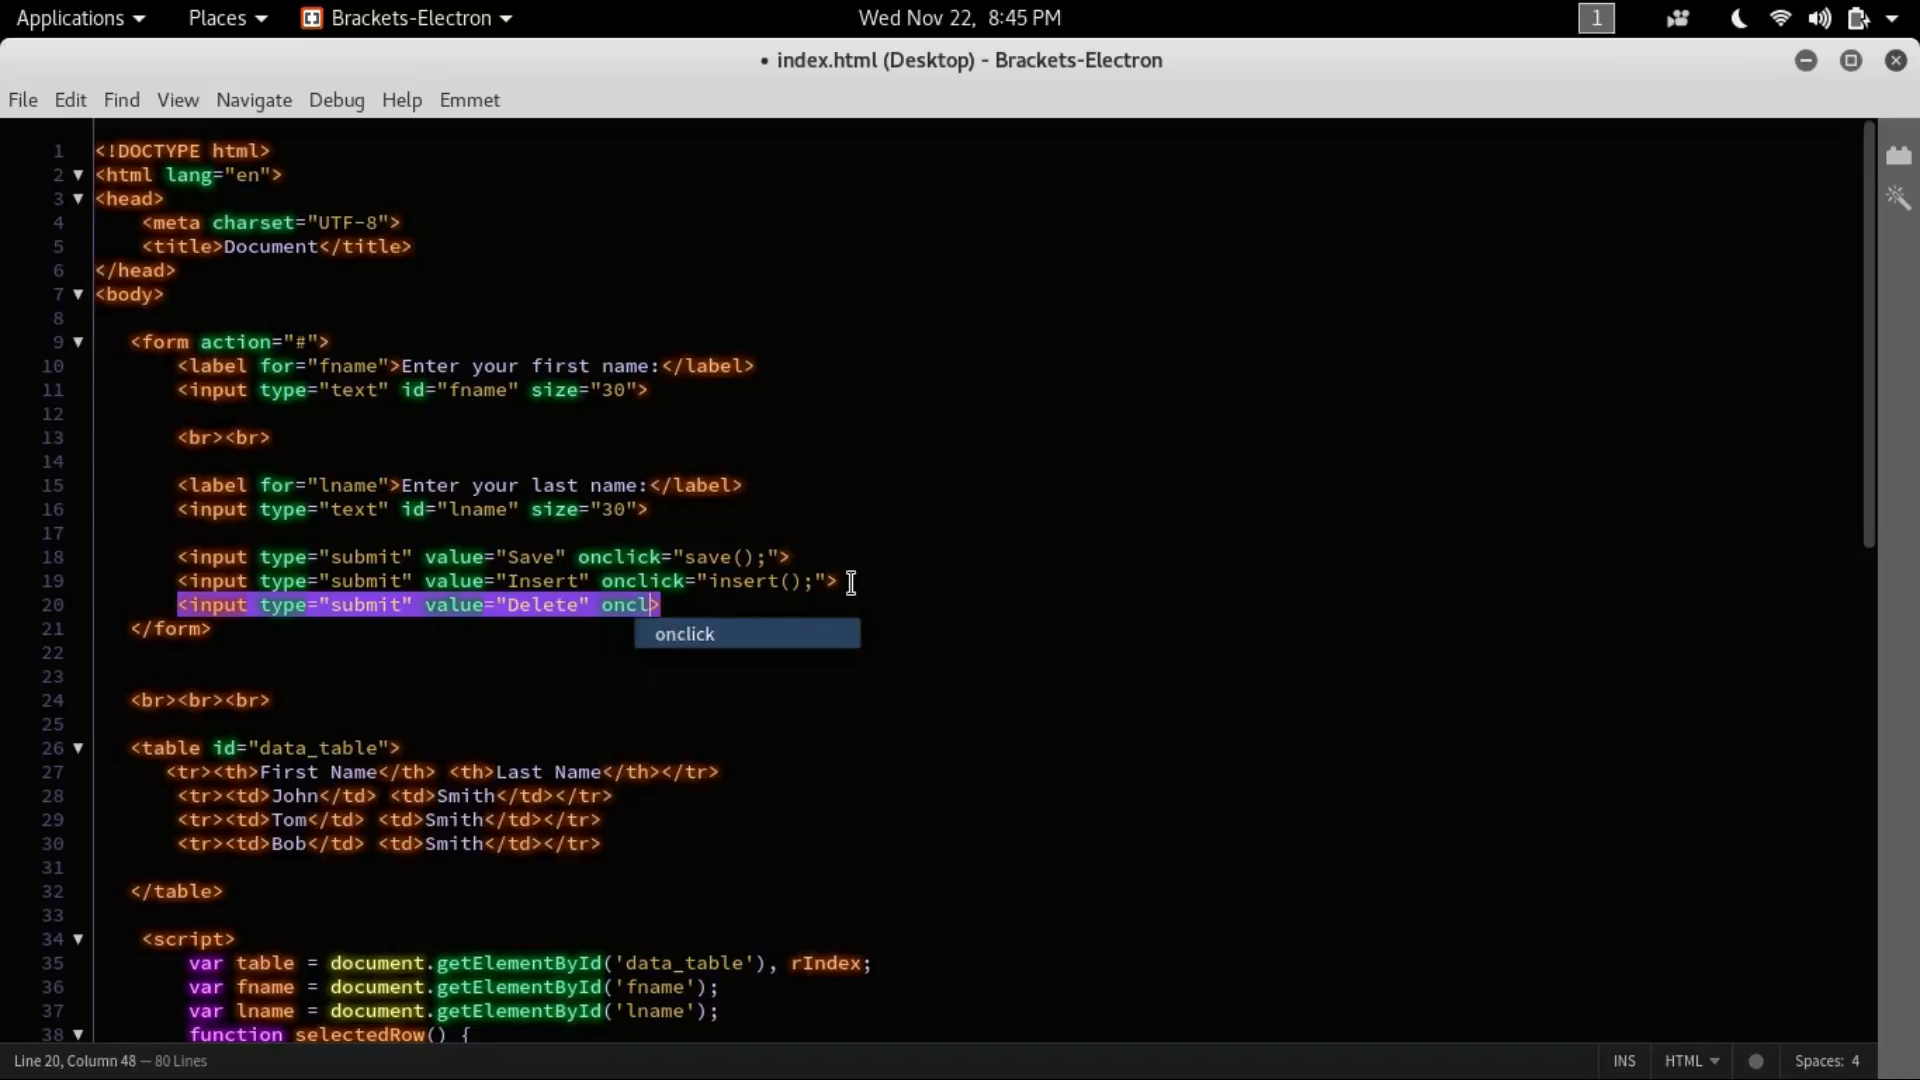 Applications Places Brackets-Electron Wed Nov 22, 8:45 PM 1
• index.html (Desktop) - Brackets-Electron
File Edit Find View Navigate Debug Help Emmet
1 <!DOCTYPE html>
2 <html lang="en">
3 <head>
4 <meta charset="UTF-8">
5 <title>Document</title>
6 </head>
7 <body>
8
9 <form action="#">
10 <label for="fname">Enter your first name:</label>
11 <input type="text" id="fname" size="30">
12
13 <br><br>
14
15 <label for="lname">Enter your last name:</label>
16 <input type="text" id="lname" size="30">
17
18 <input type="submit" value="Save" onclick="save();">
19 <input type="submit" value="Insert" onclick="insert();">
20 <input type="submit" value="Delete" oncl>
21 </form>
onclick
22
23
24 <br><br><br>
25
26 <table id="data_table">
27 <tr><th>First Name</th> <th>Last Name</th></tr>
28 <tr><td>John</td> <td>Smith</td></tr>
29 <tr><td>Tom</td> <td>Smith</td></tr>
30 <tr><td>Bob</td> <td>Smith</td></tr>
31
32 </table>
33
34 <script>
35 var table = document.getElementById('data_table'), rIndex;
36 var fname = document.getElementById('fname');
37 var lname = document.getElementById('lname');
38 function selectedRow() {
Line 20, Column 48 — 80 Lines INS HTML Spaces: 4